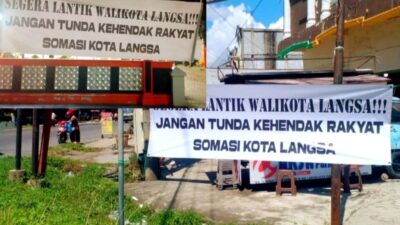 SEGERA LANTIK WALIKOTA LANGSA!!!
JANGAN TUNDA KEHENDAK RAKYAT
SOMASI KOTA LANGSA
LANTIK WALIKOTA LANGSA!!!
JANGAN TUNDA KEHENDAK RAKYAT
SOMASI KOTA LANGSA